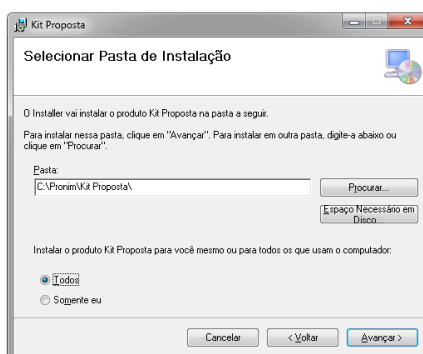 Kit Proposta
Selecionar Pasta de Instalação
O Installer vai instalar o produto Kit Proposta na pasta a seguir.
Para instalar nessa pasta, clique em "Avançar". Para instalar em outra pasta, digite-a abaixo ou
clique em "Procurar".
Pasta:
C:\Pronim\Kit Proposta\
Procurar...
Espaço Necessário em
Disco...
Instalar o produto Kit Proposta para você mesmo ou para todos os que usam o computador:
Todos
Somente eu
Cancelar
< Voltar
Avançar >